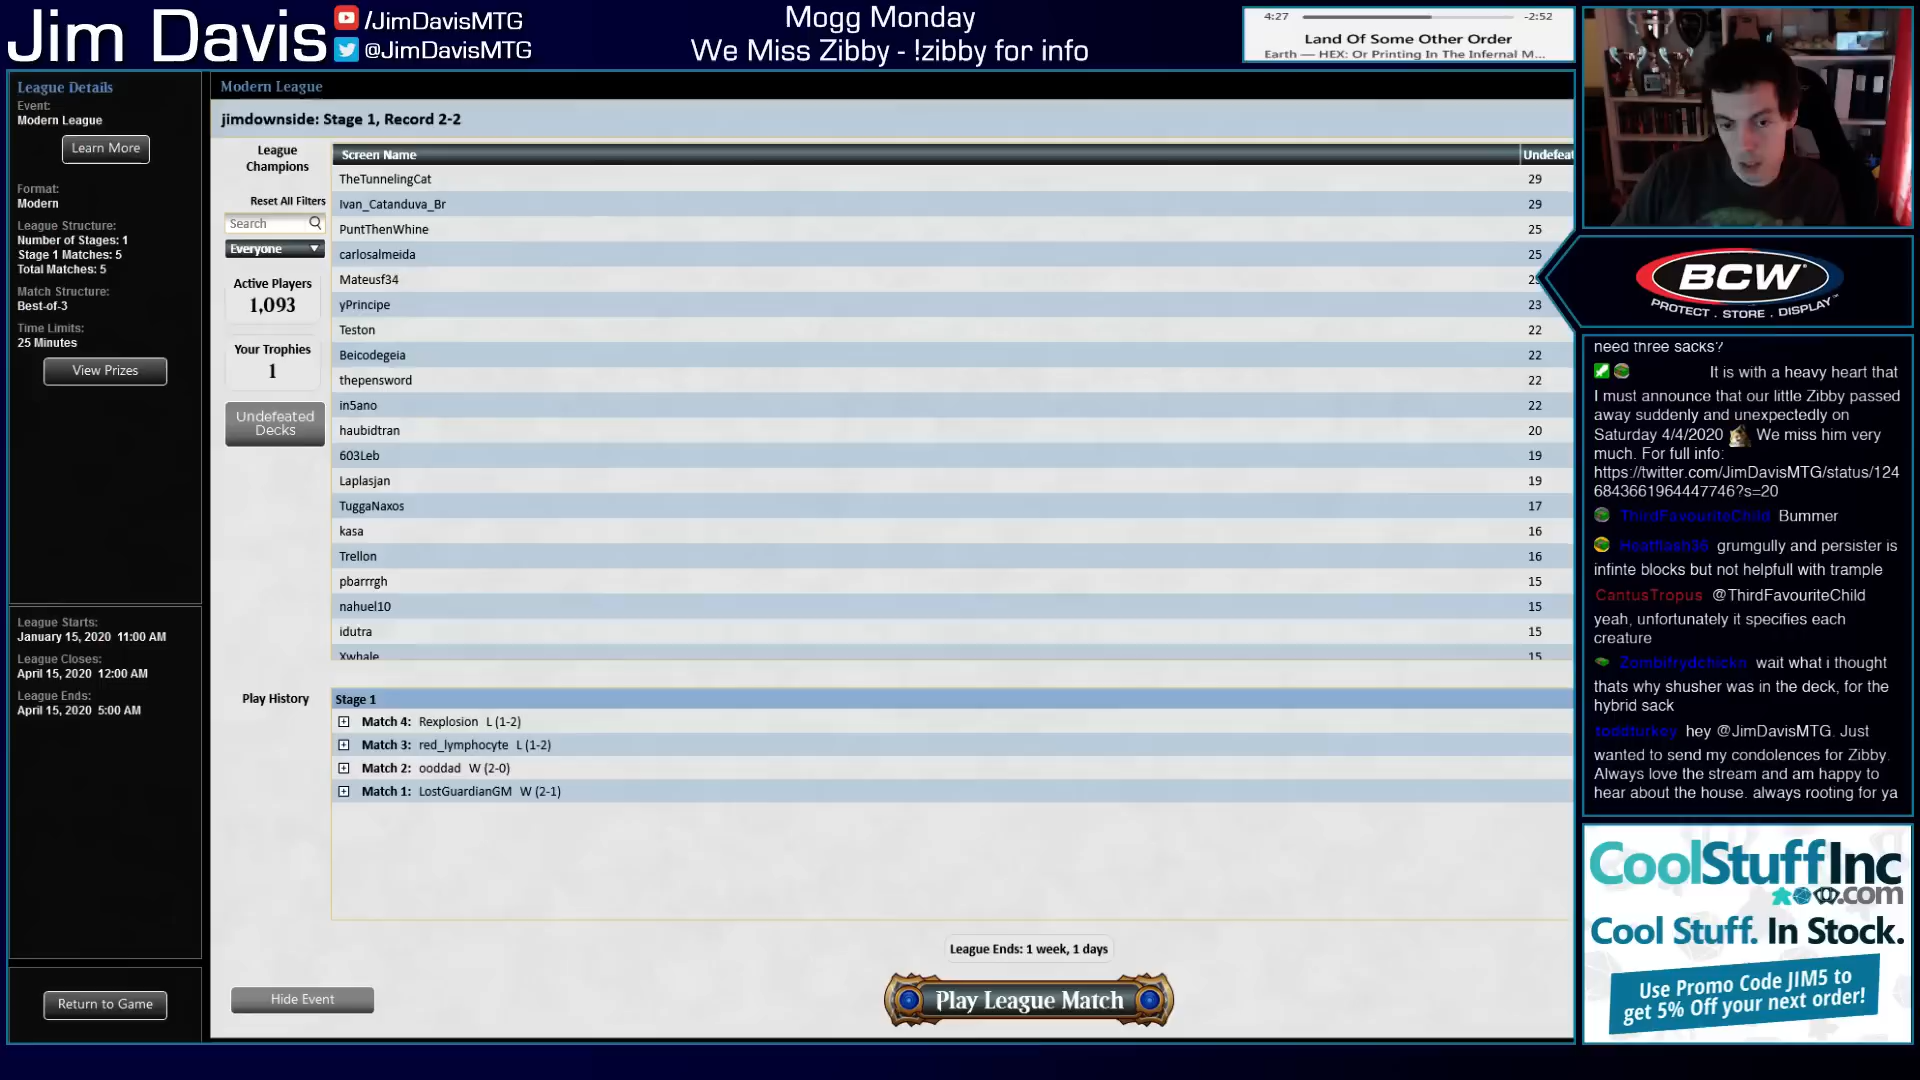 Jim Davis
/JimDavisMTG
@JimDavisMTG
Mogg Monday
We Miss Zibby - !zibby for info
4:27
-2:52
Land Of Some Other Order
Earth — HEX: Or Printing In The Infernal M...
League Details
Event:
Modern League
Learn More
Format:
Modern
League Structure:
Number of Stages: 1
Stage 1 Matches: 5
Total Matches: 5
Match Structure:
Best-of-3
Time Limits:
25 Minutes
View Prizes
League Starts:
January 15, 2020 11:00 AM
League Closes:
April 15, 2020 12:00 AM
League Ends:
April 15, 2020 5:00 AM
Return to Game
Modern League
jimdownside: Stage 1, Record 2-2
League
Champions
Reset All Filters
Search
Everyone
Active Players
1,093
Your Trophies
1
Undefeated
Decks
Screen Name Undefeat
TheTunnelingCat 29
Ivan_Catanduva_Br 29
PuntThenWhine 25
carlosalmeida 25
Mateusf34
yPrincipe 23
Teston 22
Beicodegeia 22
thepensword 22
in5ano 22
haubidtran 20
603Leb 19
Laplasjan 19
TuggaNaxos 17
kasa 16
Trellon 16
pbarrrgh 15
nahuel10 15
idutra 15
Xwhale 15
Play History
Stage 1
Match 4: Rexplosion L (1-2)
Match 3: red_lymphocyte L (1-2)
Match 2: ooddad W (2-0)
Match 1: LostGuardianGM W (2-1)
League Ends: 1 week, 1 days
Hide Event
Play League Match
BCW
PROTECT . STORE . DISPLAY
need three sacks?
It is with a heavy heart that
I must announce that our little Zibby passed
away suddenly and unexpectedly on
Saturday 4/4/2020 We miss him very
much. For full info:
https://twitter.com/JimDavisMTG/status/124
6843661964447746?s=20
ThirdFavouriteChild Bummer
Heatflash36 grumgully and persister is
infinte blocks but not helpfull with trample
CantusTropus @ThirdFavouriteChild
yeah, unfortunately it specifies each
creature
Zombifrydchickn wait what i thought
thats why shusher was in the deck, for the
hybrid sack
toddturkey hey @JimDavisMTG. Just
wanted to send my condolences for Zibby.
Always love the stream and am happy to
hear about the house. always rooting for ya
CoolStuffInc
.com
Cool Stuff. In Stock.
Use Promo Code JIM5 to
get 5% Off your next order!